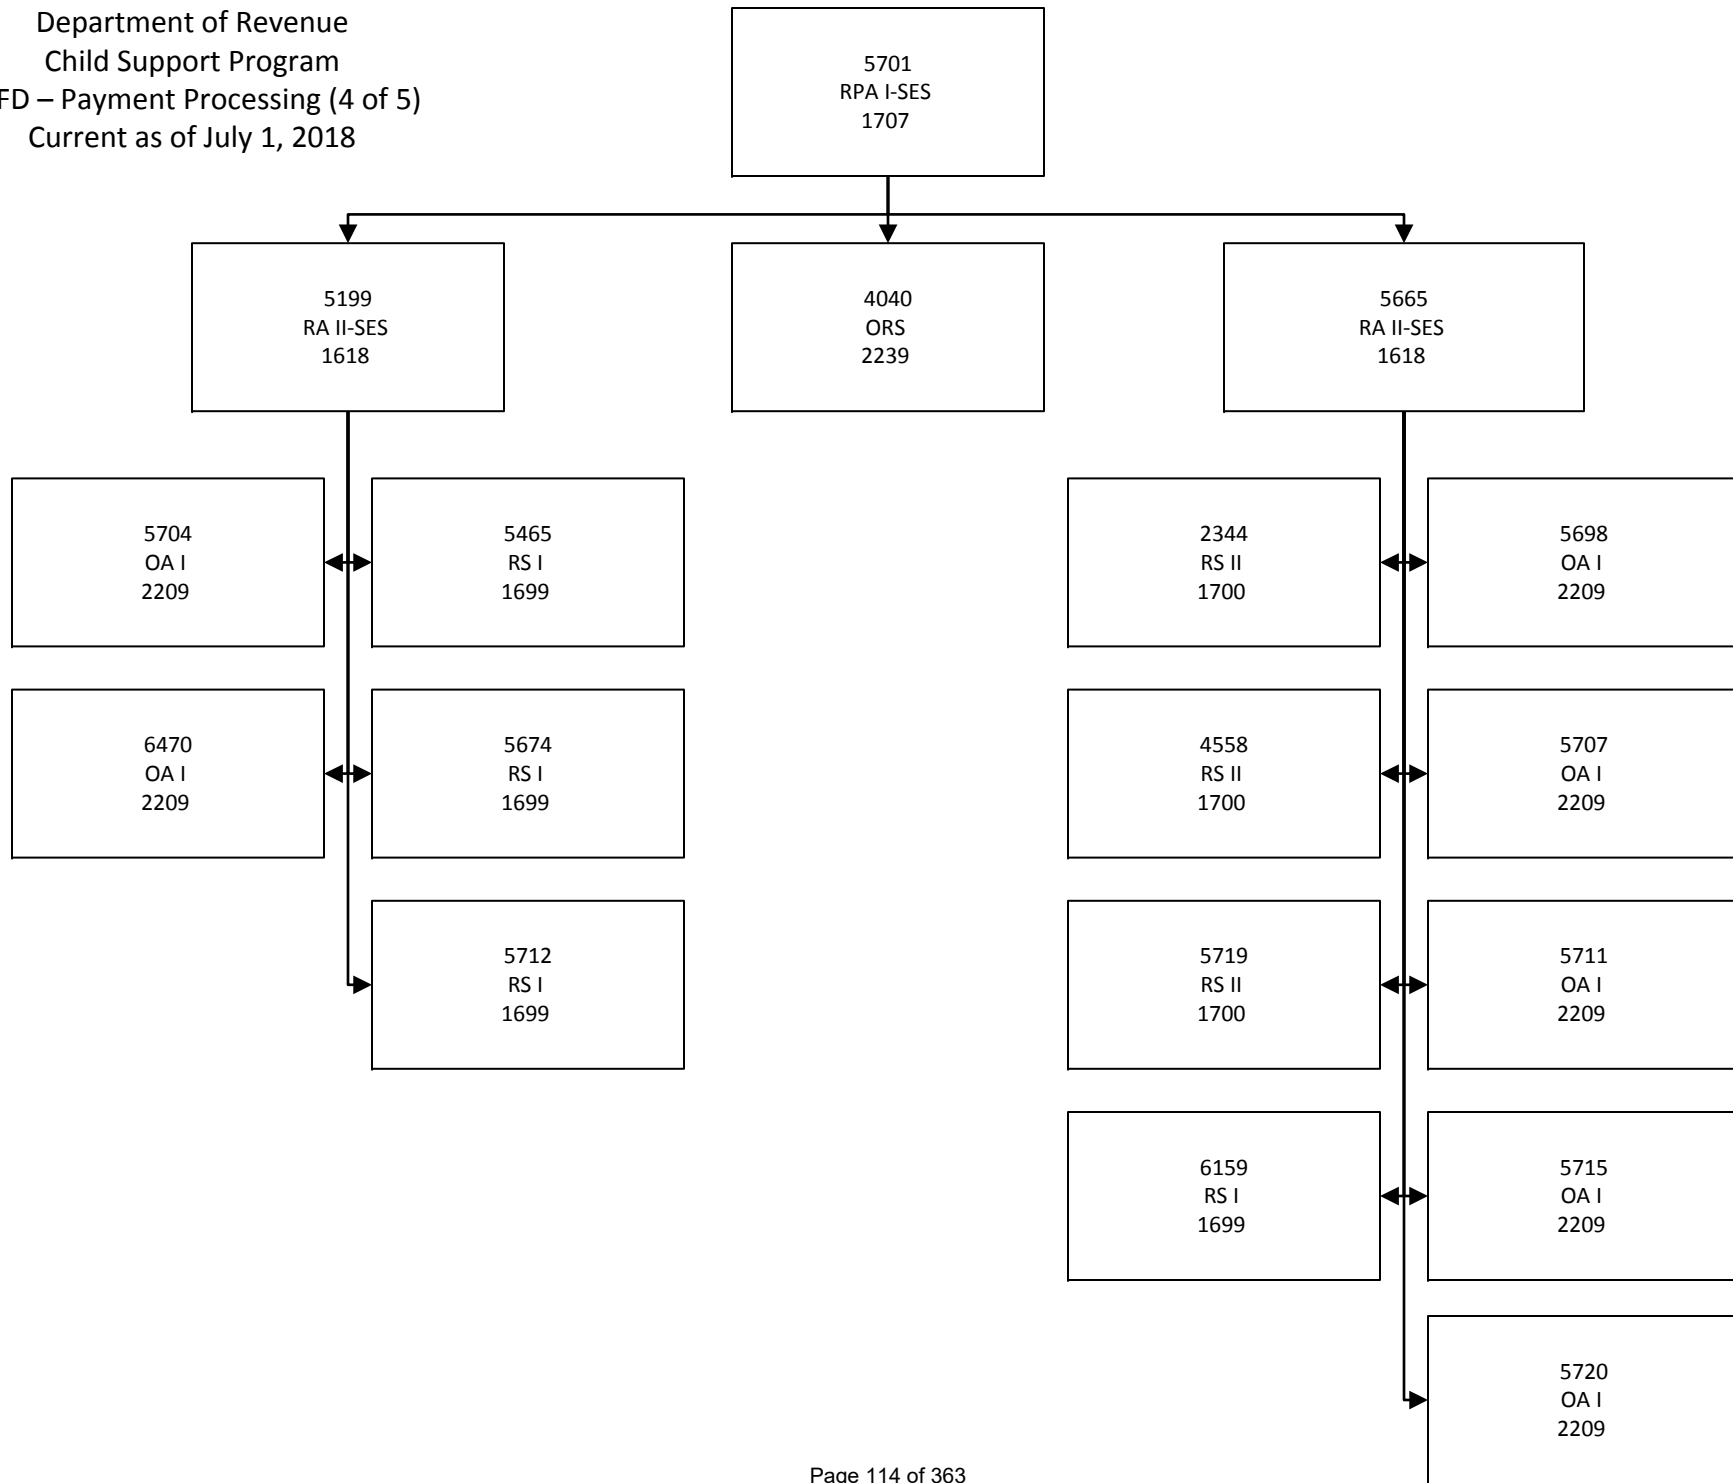 Department of Revenue
Child Support Program
FD – Payment Processing (4 of 5)
Current as of July 1, 2018
5701
RPA I-SES
1707
5199
RA II-SES
1618
4040
ORS
2239
5665
RA II-SES
1618
5704
OA I
2209
5465
RS I
1699
2344
RS II
1700
5698
OA I
2209
6470
OA I
2209
5674
RS I
1699
4558
RS II
1700
5707
OA I
2209
5712
RS I
1699
5719
RS II
1700
5711
OA I
2209
6159
RS I
1699
5715
OA I
2209
5720
OA I
2209
Page 114 of 363